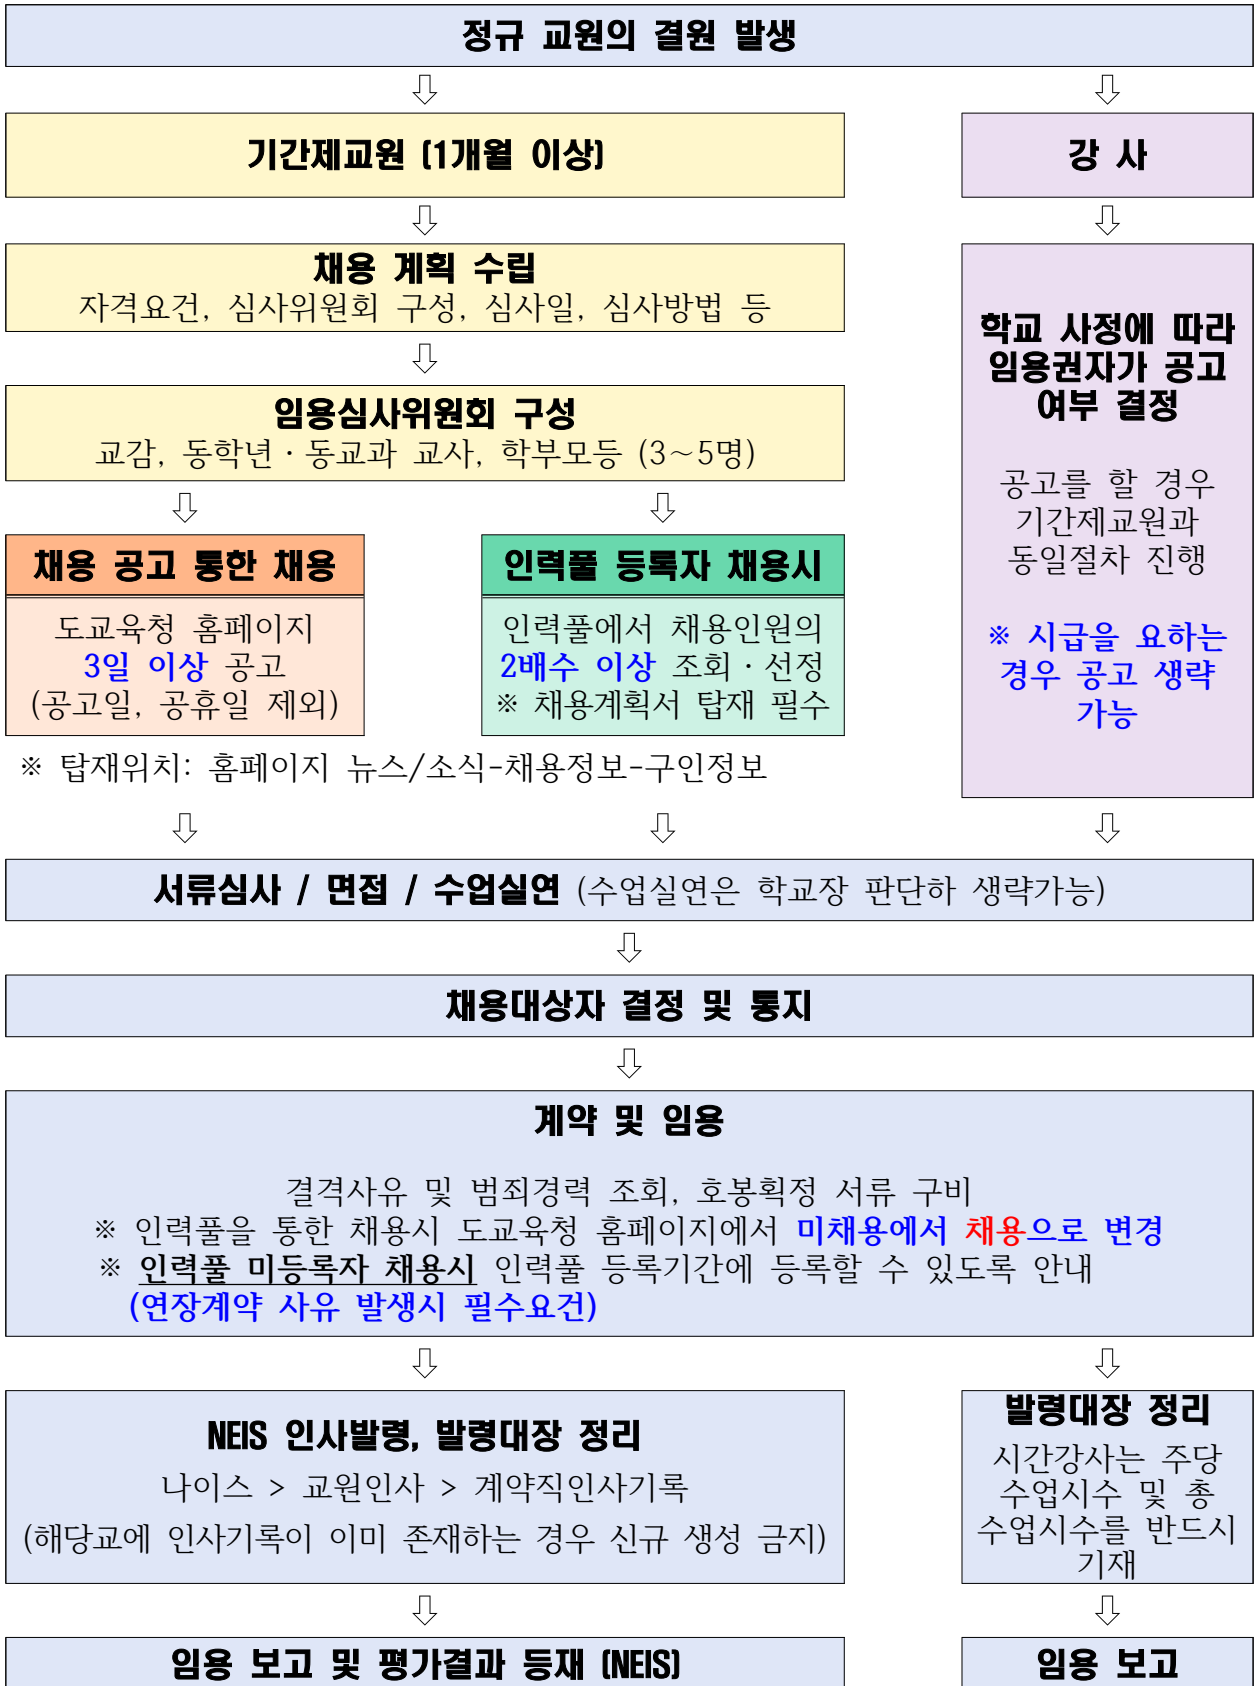 정규 교원의 결원 발생
기간제교원 (1개월 이상)
강 사
채용 계획 수립
자격요건, 심사위원회 구성, 심사일, 심사방법 등
임용심사위원회 구성
교감, 동학년·동교과 교사, 학부모등 (3~5명)
채용 공고 통한 채용
도교육청 홈페이지
3일 이상 공고
(공고일, 공휴일 제외)
인력풀 등록자 채용시
인력풀에서 채용인원의
2배수 이상 조회·선정
※ 채용계획서 탑재 필수
※ 탑재위치: 홈페이지 뉴스/소식-채용정보-구인정보
학교 사정에 따라
임용권자가 공고
여부 결정
공고를 할 경우
기간제교원과
동일절차 진행
※ 시급을 요하는
경우 공고 생략
가능
서류심사 / 면접 / 수업실연 (수업실연은 학교장 판단하 생략가능)
채용대상자 결정 및 통지
계약 및 임용
결격사유 및 범죄경력 조회, 호봉획정 서류 구비
※ 인력풀을 통한 채용시 도교육청 홈페이지에서 미채용에서 채용으로 변경
※ 인력풀 미등록자 채용시 인력풀 등록기간에 등록할 수 있도록 안내
(연장계약 사유 발생시 필수요건)
NEIS 인사발령, 발령대장 정리
나이스 > 교원인사 > 계약직인사기록
(해당교에 인사기록이 이미 존재하는 경우 신규 생성 금지)
발령대장 정리
시간강사는 주당
수업시수 및 총
수업시수를 반드시
기재
임용 보고 및 평가결과 등재 (NEIS)
임용 보고